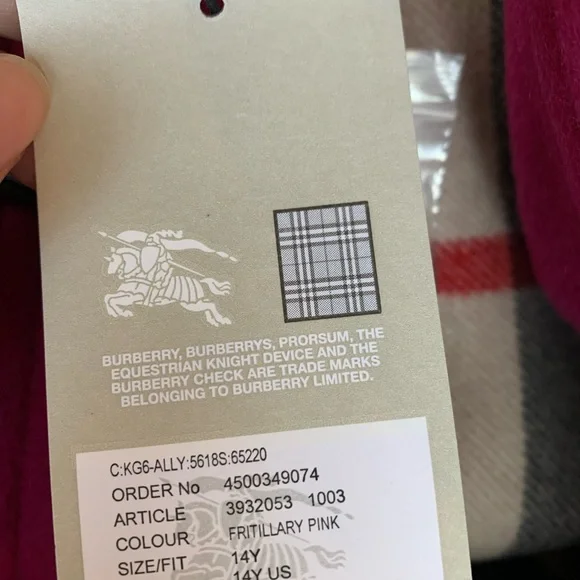 BURBERRY, BURBERRYS, PRORSUM, THE
EQUESTRIAN KNIGHT DEVICE AND THE
BURBERRY CHECK ARE TRADE MARKS
BELONGING TO BURBERRY LIMITED.
C:KG6-ALLY:5618S:65220
ORDER No 4500349074
ARTICLE 3932053 1003
COLOUR FRITILLARY PINK
SIZE/FIT 14Y
14Y US